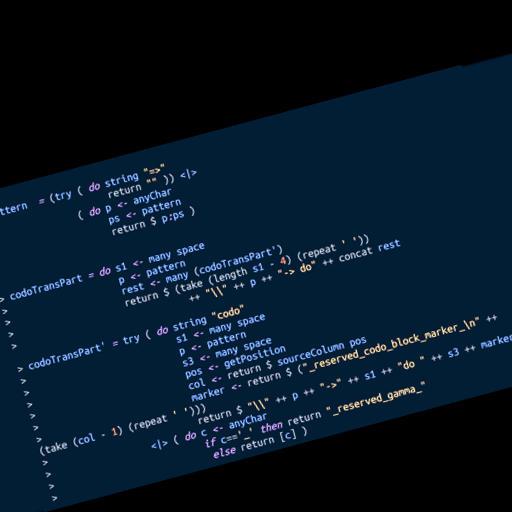 ttern = (try ( do string "=>"
return "" )) <|>
( do p <- anyChar
ps <- pattern
return $ p:ps )
> codoTransPart = do s1 <- many space
> p <- pattern
> rest <- many (codoTransPart')
> return $ (take (length s1 - 4) (repeat ' '))
> ++ "\\" ++ p ++ "-> do" ++ concat rest
> codoTransPart' = try ( do string "codo"
> s1 <- many space
> p <- pattern
> s3 <- many space
> pos <- getPosition
> col <- return $ sourceColumn pos
> marker <- return $ ("_reserved_codo_block_marker_\n" ++
(take (col - 1) (repeat ' ')))
> return $ "\\" ++ p ++ "->" ++ s1 ++ "do " ++ s3 ++ marker
> <|> ( do c <- anyChar
> if c=='_' then return "_reserved_gamma_"
> else return [c] )